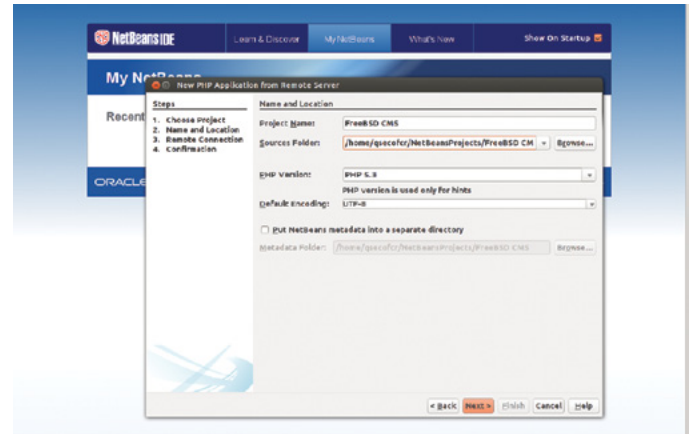 NetBeans IDE
Learn & Discover
My NetBeans
What's New
Show On Startup
My NetBeans
New PHP Application from Remote Server
Recent
ORACLE
Steps
1. Choose Project
2. Name and Location
3. Remote Connection
4. Confirmation
Name and Location
Project Name: FreeBSD CMS
Sources Folder: /NetBeansProjects/FreeBSD CM Browse...
PHP Version: PHP 5.3
PHP version is used only for hints
Default Encoding: UTF-8
Put NetBeans metadata into a separate directory
Metadata Folder: /NetBeansProjects/FreeBSD CMS Browse...
< Back Next > Finish Cancel Help